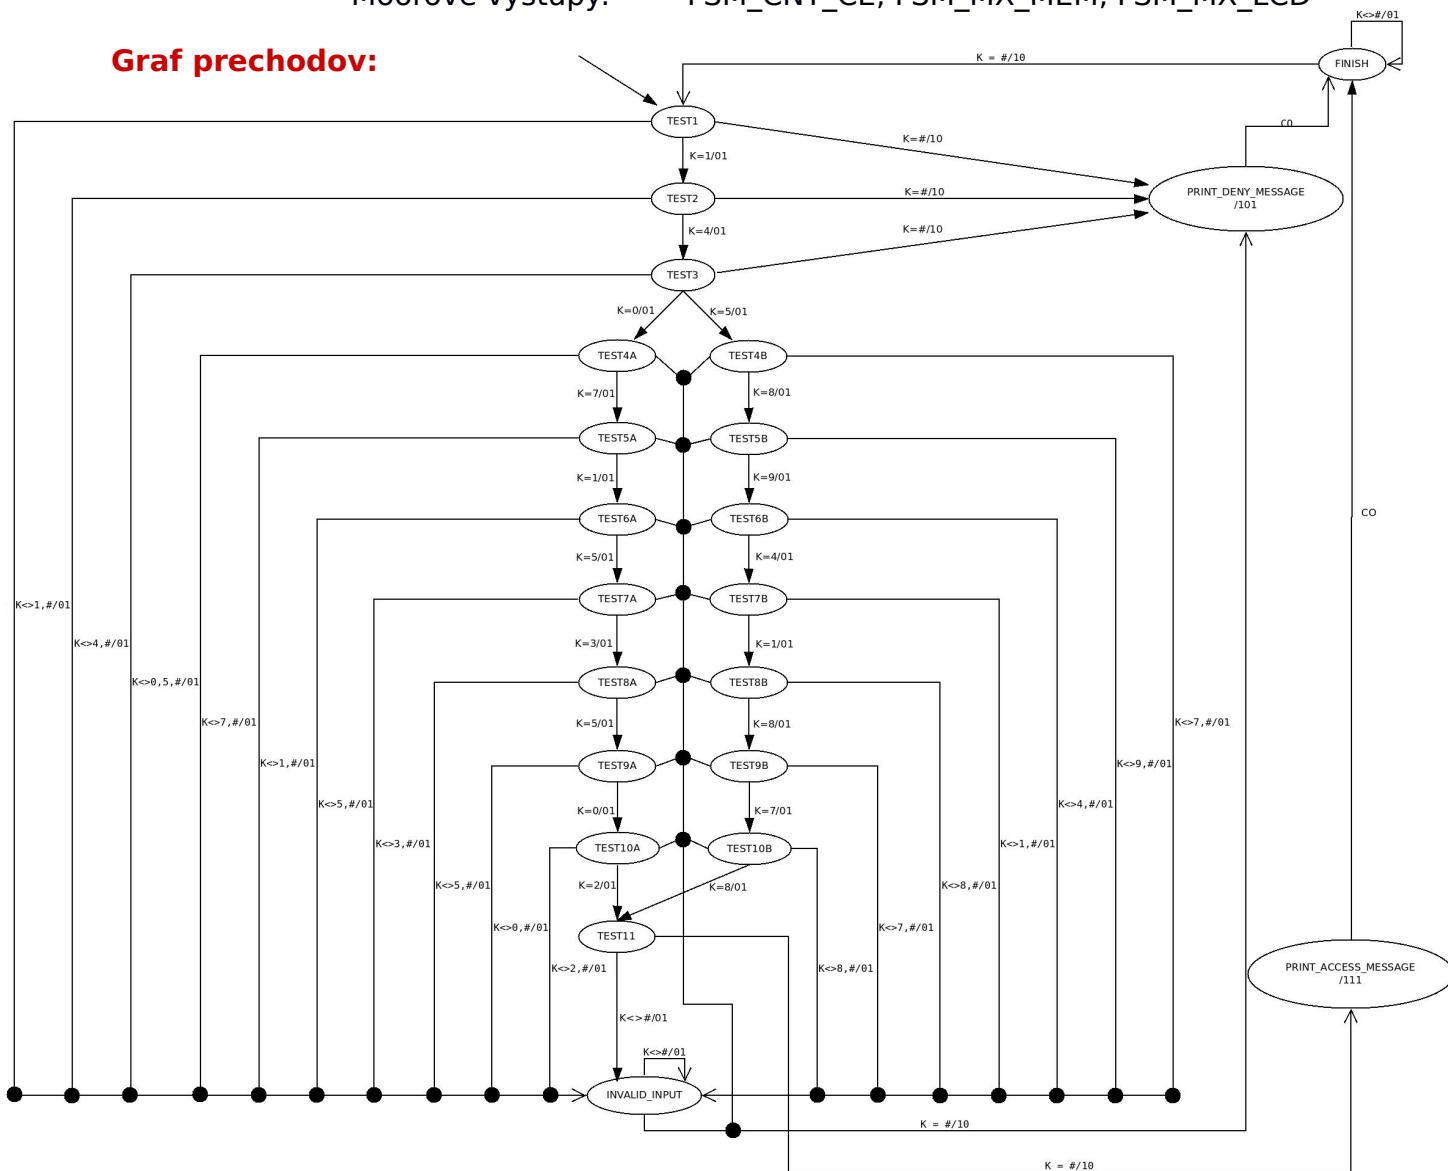 Moorove výstupy: FSM_CNT_CE, FSM_MX_MEM, FSM_MX_LCD
K<>#/01
Graf prechodov:
K = #/10
FINISH
TEST1
CO
K=#/10
K=1/01
TEST2
K=#/10
PRINT_DENY_MESSAGE
/101
K=4/01
K=#/10
TEST3
K=0/01
K=5/01
TEST4A
TEST4B
K=7/01
K=8/01
TEST5A
TEST5B
K=1/01
K=9/01
CO
TEST6A
TEST6B
K=5/01
K=4/01
TEST7A
TEST7B
K<>1,#/01
K<>4,#/01
K=3/01
K=1/01
K<>0,5,#/01
TEST8A
TEST8B
K<>7,#/01
K=5/01
K=8/01
K<>7,#/01
K<>1,#/01
TEST9A
TEST9B
K<>9,#/01
K<>5,#/01
K=0/01
K=7/01
K<>4,#/01
K<>3,#/01
TEST10A
TEST10B
K<>1,#/01
K<>5,#/01
K=2/01
K=8/01
K<>8,#/01
K<>0,#/01
TEST11
K<>7,#/01
K<>2,#/01
K<>8,#/01
PRINT_ACCESS_MESSAGE
/111
K<>#/01
K<>#/01
INVALID_INPUT
K = #/10
K = #/10